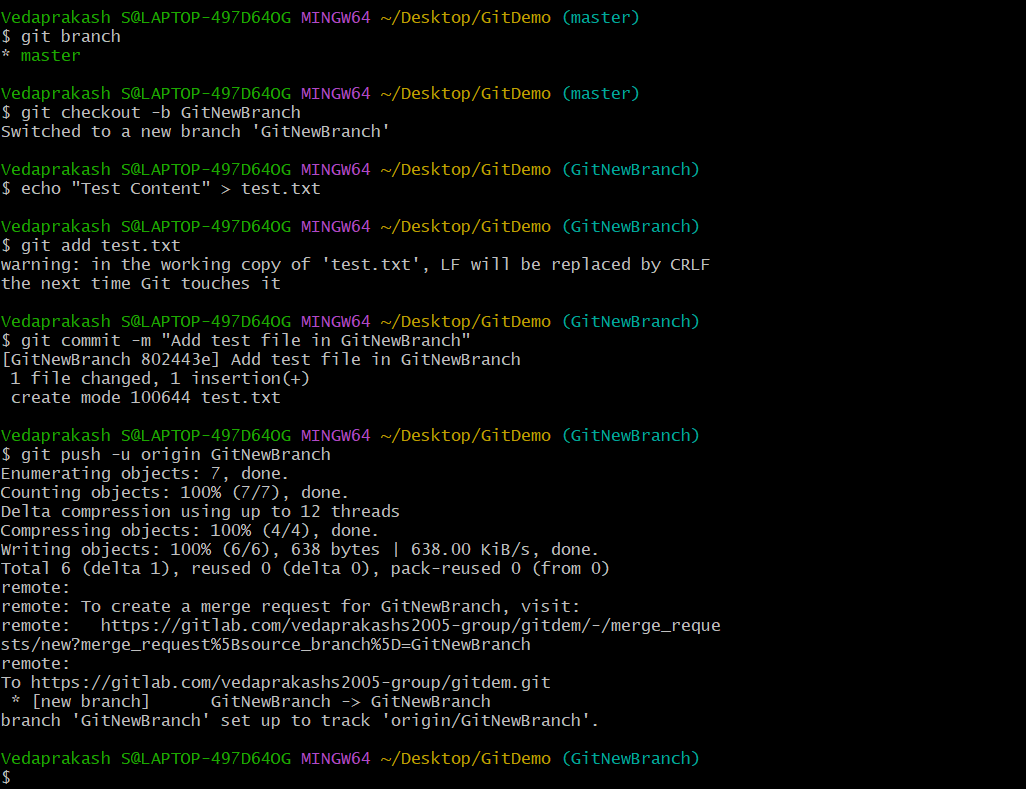 Vedaprakash S@LAPTOP-497D64OG MINGW64 ~/Desktop/GitDemo (master)
$ git branch
* master
Vedaprakash S@LAPTOP-497D64OG MINGW64 ~/Desktop/GitDemo (master)
$ git checkout -b GitNewBranch
Switched to a new branch 'GitNewBranch'
Vedaprakash S@LAPTOP-497D64OG MINGW64 ~/Desktop/GitDemo (GitNewBranch)
$ echo "Test Content" > test.txt
Vedaprakash S@LAPTOP-497D64OG MINGW64 ~/Desktop/GitDemo (GitNewBranch)
$ git add test.txt
warning: in the working copy of 'test.txt', LF will be replaced by CRLF
the next time Git touches it
Vedaprakash S@LAPTOP-497D64OG MINGW64 ~/Desktop/GitDemo (GitNewBranch)
$ git commit -m "Add test file in GitNewBranch"
[GitNewBranch 802443e] Add test file in GitNewBranch
 1 file changed, 1 insertion(+)
 create mode 100644 test.txt
Vedaprakash S@LAPTOP-497D64OG MINGW64 ~/Desktop/GitDemo (GitNewBranch)
$ git push -u origin GitNewBranch
Enumerating objects: 7, done.
Counting objects: 100% (7/7), done.
Delta compression using up to 12 threads
Compressing objects: 100% (4/4), done.
Writing objects: 100% (6/6), 638 bytes | 638.00 KiB/s, done.
Total 6 (delta 1), reused 0 (delta 0), pack-reused 0 (from 0)
remote:
remote: To create a merge request for GitNewBranch, visit:
remote:   https://gitlab.com/vedaprakashs2005-group/gitdem/-/merge_reque
sts/new?merge_request%5Bsource_branch%5D=GitNewBranch
remote:
To https://gitlab.com/vedaprakashs2005-group/gitdem.git
 * [new branch]      GitNewBranch -> GitNewBranch
branch 'GitNewBranch' set up to track 'origin/GitNewBranch'.
Vedaprakash S@LAPTOP-497D64OG MINGW64 ~/Desktop/GitDemo (GitNewBranch)
$